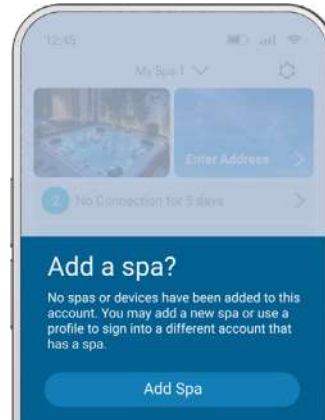 12:45
My Spa 1
Enter Address
2 No Connection for 5 days
Add a spa?
No spas or devices have been added to this
account. You may add a new spa or use a
profile to sign into a different account that
has a spa.
Add Spa